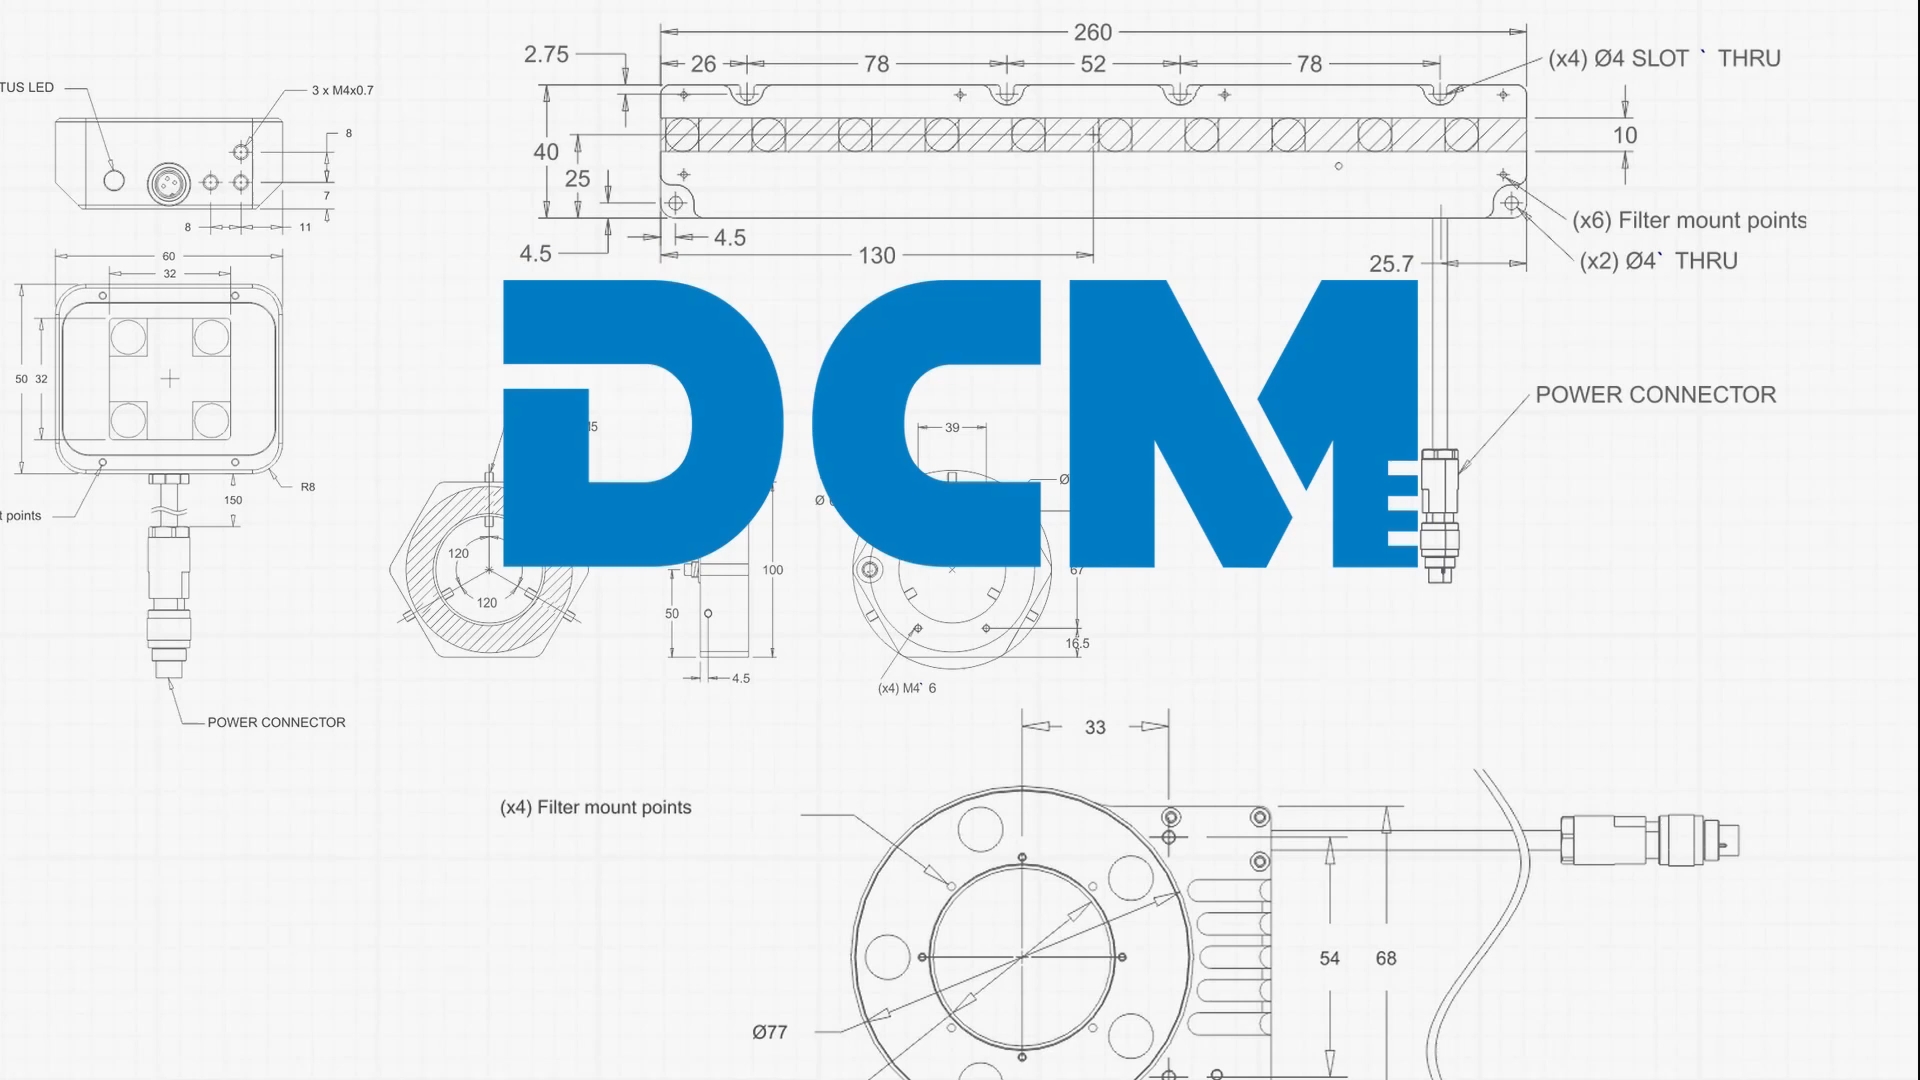 260
2.75
26
78
52
78
(x4) Ø4 SLOT ` THRU
40
25
10
4.5
4.5
130
25.7
(x6) Filter mount points
(x2) Ø4` THRU
POWER CONNECTOR
TUS LED
3 x M4x0.7
8
7
8
11
60
32
50
32
R8
150
t points
POWER CONNECTOR
DCM
120
120
50
100
4.5
39
Ø
Ø
67
16.5
(x4) M4` 6
33
(x4) Filter mount points
54
68
Ø77